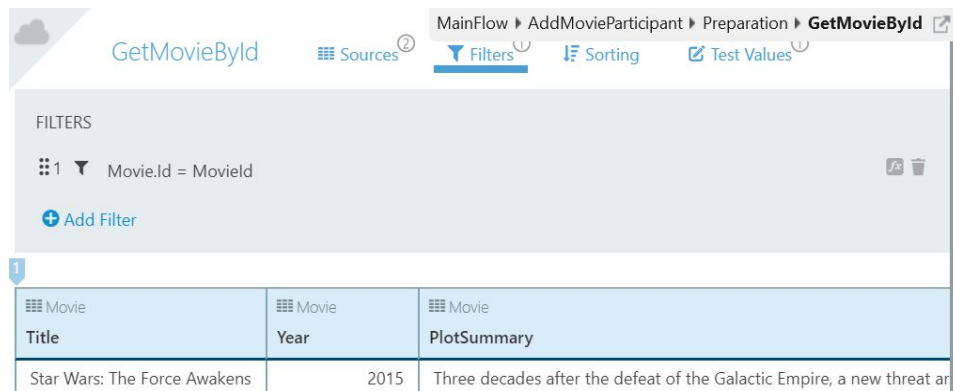 MainFlow ▸ AddMovieParticipant ▸ Preparation ▸ GetMovieById
GetMovieById Sources 2 Filters 1 Sorting Test Values 1
FILTERS
1 Movie.Id = MovieId
fx
Add Filter
1
Movie Movie Movie
Title Year PlotSummary
Star Wars: The Force Awakens 2015 Three decades after the defeat of the Galactic Empire, a new threat ar